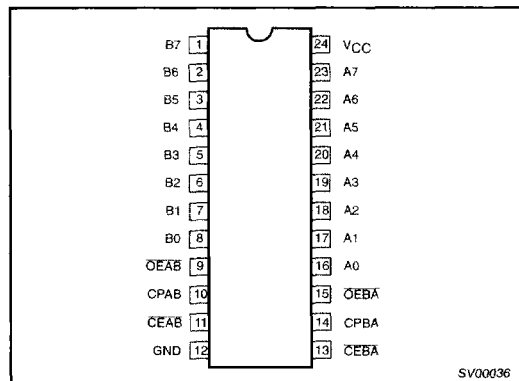 B7 1 24 VCC
B6 2 23 A7
B5 3 22 A6
B4 4 21 A5
B3 5 20 A4
B2 6 19 A3
B1 7 18 A2
B0 8 17 A1
OEAB 9 16 A0
CPAB 10 15 OEBA
CEAB 11 14 CPBA
GND 12 13 CEBA
SV00036